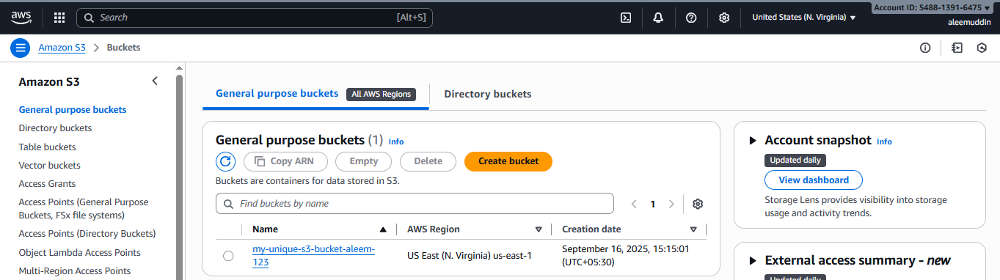 aws
Search [Alt+S]
United States (N. Virginia)
Account ID: 5488-1391-6475
aleemuddin
Amazon S3 > Buckets
Amazon S3
General purpose buckets
Directory buckets
Table buckets
Vector buckets
Access Grants
Access Points (General Purpose
Buckets, FSx file systems)
Access Points (Directory Buckets)
Object Lambda Access Points
Multi-Region Access Points
General purpose buckets All AWS Regions
Directory buckets
General purpose buckets (1) Info
Copy ARN
Empty
Delete
Create bucket
Buckets are containers for data stored in S3.
Find buckets by name
1
Name
AWS Region
Creation date
my-unique-s3-bucket-aleem-
123
US East (N. Virginia) us-east-1
September 16, 2025, 15:15:01
(UTC+05:30)
Account snapshot Info
Updated daily
View dashboard
Storage Lens provides visibility into storage
usage and activity trends.
External access summary - new
Updated daily